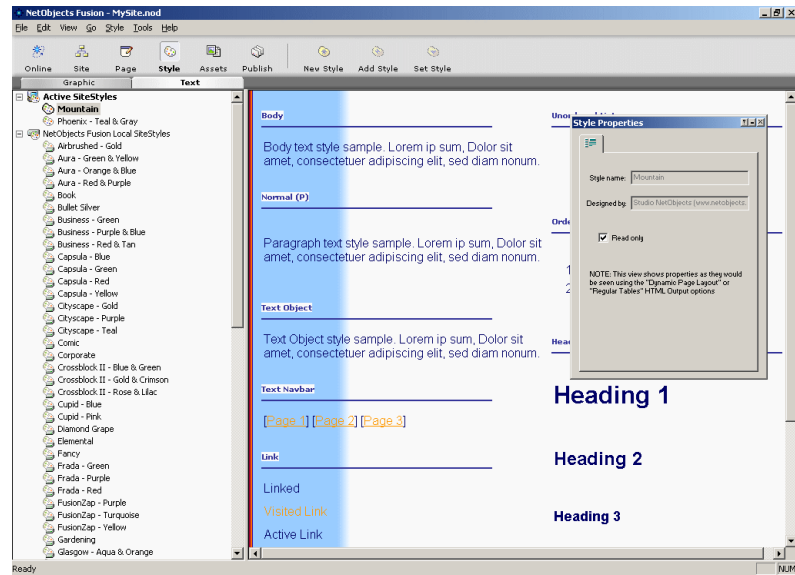 NetObjects Fusion - MySite.nod
File Edit View Go Style Tools Help
Online Site Page Style Assets Publish New Style Add Style Set Style
Graphic Text
Active SiteStyles
Mountain
Phoenix - Teal & Gray
NetObjects Fusion Local SiteStyles
Airbrushed - Gold
Aura - Green & Yellow
Aura - Orange & Blue
Aura - Red & Purple
Book
Bullet Silver
Business - Green
Business - Purple & Blue
Business - Red & Tan
Capsula - Blue
Capsula - Green
Capsula - Red
Capsula - Yellow
Cityscape - Gold
Cityscape - Purple
Cityscape - Teal
Comic
Corporate
Crossblock II - Blue & Green
Crossblock II - Gold & Crimson
Crossblock II - Rose & Lilac
Cupid - Blue
Cupid - Pink
Diamond Grape
Elemental
Fancy
Frada - Green
Frada - Purple
Frada - Red
FusionZap - Purple
FusionZap - Turquoise
FusionZap - Yellow
Gardening
Glasgow - Aqua & Orange
Body
Body text style sample. Lorem ip sum, Dolor sit
amet, consectetuer adipiscing elit, sed diam nonum.
Normal (P)
Paragraph text style sample. Lorem ip sum, Dolor sit
amet, consectetuer adipiscing elit, sed diam nonum.
Text Object
Text Object style sample. Lorem ip sum, Dolor sit
amet, consectetuer adipiscing elit, sed diam nonum.
Text Navbar
[Page 1] [Page 2] [Page 3]
Link
Linked
Visited Link
Active Link
Heading 1
Heading 2
Heading 3
Style Properties
Style name: Mountain
Designed by: Studio NetObjects (www.netobjects.
Read only
NOTE: This view shows properties as they would
be seen using the "Dynamic Page Layout" or
"Regular Tables" HTML Output options
Ready
NUM